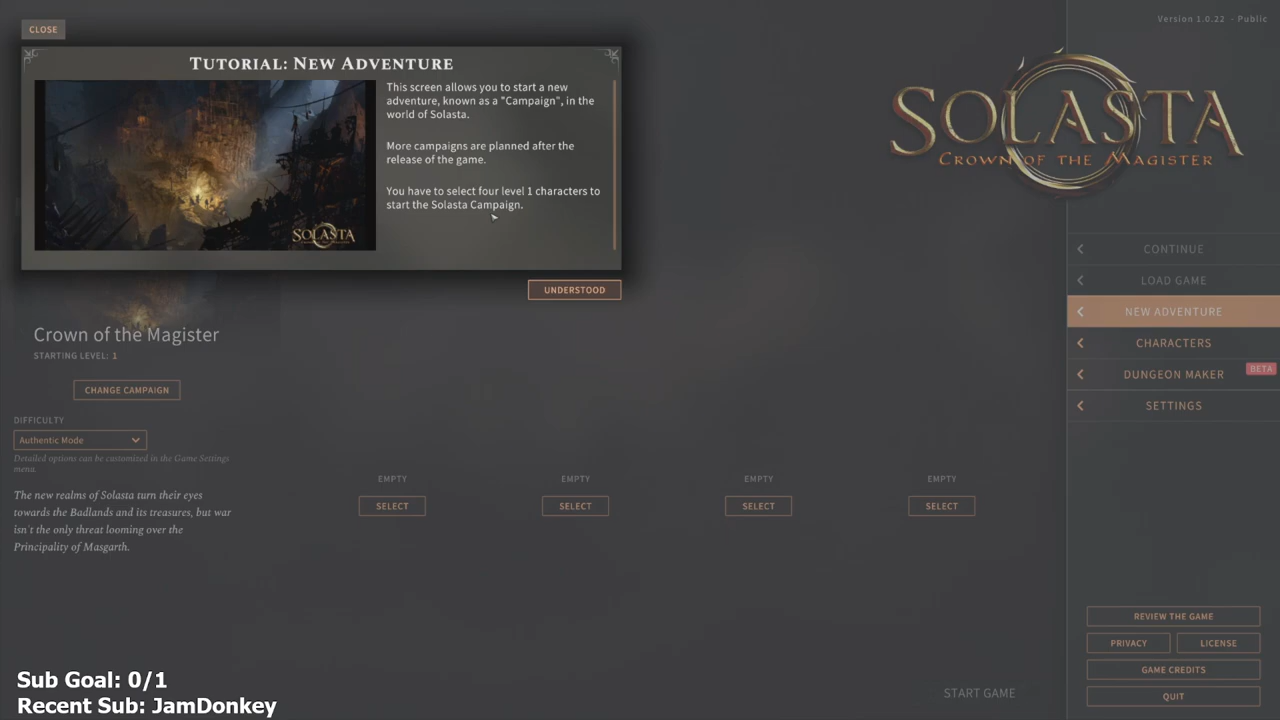 CLOSE
TUTORIAL: NEW ADVENTURE
This screen allows you to start a new
adventure, known as a "Campaign", in the
world of Solasta.
More campaigns are planned after the
release of the game.
You have to select four level 1 characters to
start the Solasta Campaign.
SOLASTA
UNDERSTOOD
Crown of the Magister
STARTING LEVEL: 1
CHANGE CAMPAIGN
DIFFICULTY
Authentic Mode
Detailed options can be customized in the Game Settings
menu.
The new realms of Solasta turn their eyes
towards the Badlands and its treasures, but war
isn't the only threat looming over the
Principality of Masgarth.
EMPTY
SELECT
EMPTY
SELECT
EMPTY
SELECT
EMPTY
SELECT
START GAME
Version 1.0.22 - Public
SOLASTA
CROWN OF THE MAGISTER
CONTINUE
LOAD GAME
NEW ADVENTURE
CHARACTERS
DUNGEON MAKER
BETA
SETTINGS
REVIEW THE GAME
PRIVACY
LICENSE
GAME CREDITS
QUIT
Sub Goal: 0/1
Recent Sub: JamDonkey